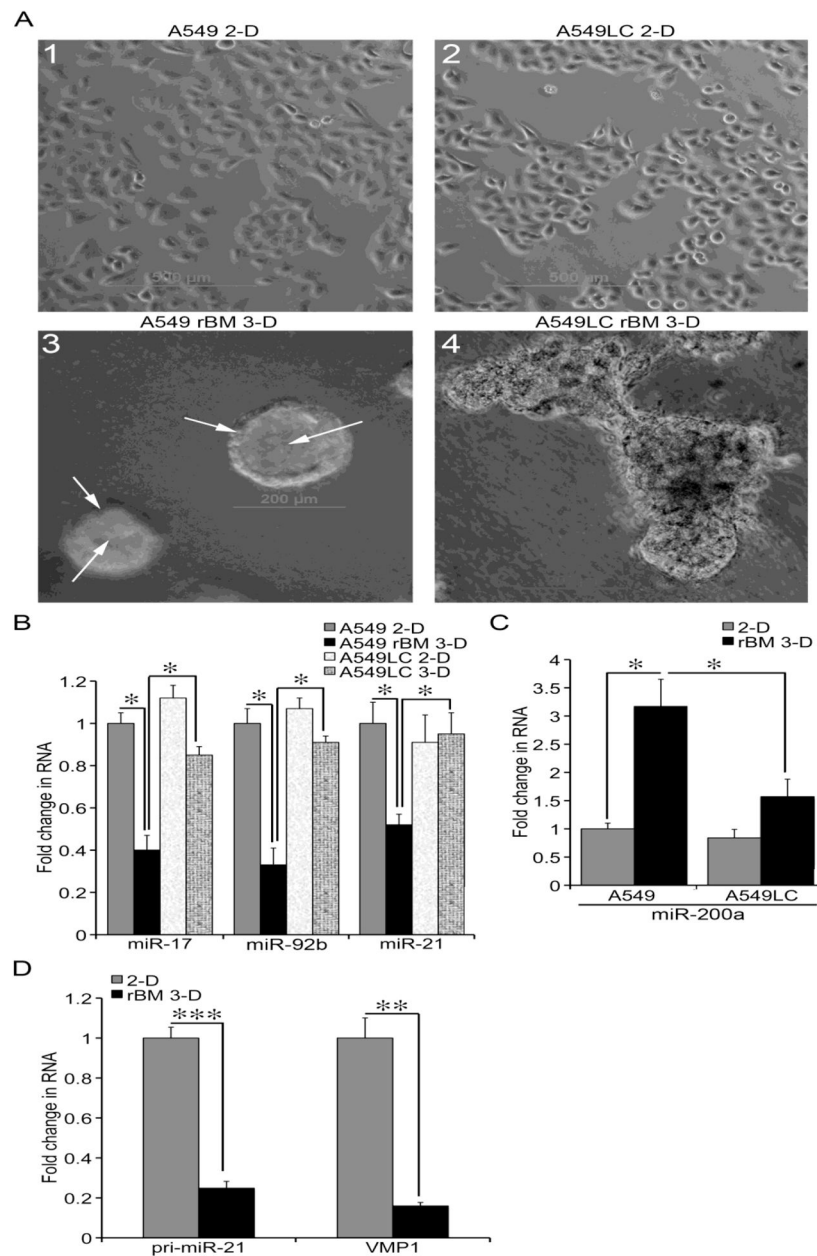 A
A549 2-D
A549LC 2-D
1
2
500 µm
500 µm
A549 rBM 3-D
A549LC rBM 3-D
3
4
200 µm
B
A549 2-D
A549 rBM 3-D
A549LC 2-D
A549LC 3-D
Fold change in RNA
1.2
1
0.8
0.6
0.4
0.2
0
* * * * * *
miR-17 miR-92b miR-21
C
2-D
rBM 3-D
Fold change in RNA
4
3.5
3
2.5
2
1.5
1
0.5
0
* *
A549 A549LC
miR-200a
D
2-D
rBM 3-D
Fold change in RNA
1.2
1
0.8
0.6
0.4
0.2
0
*** **
pri-miR-21 VMP1